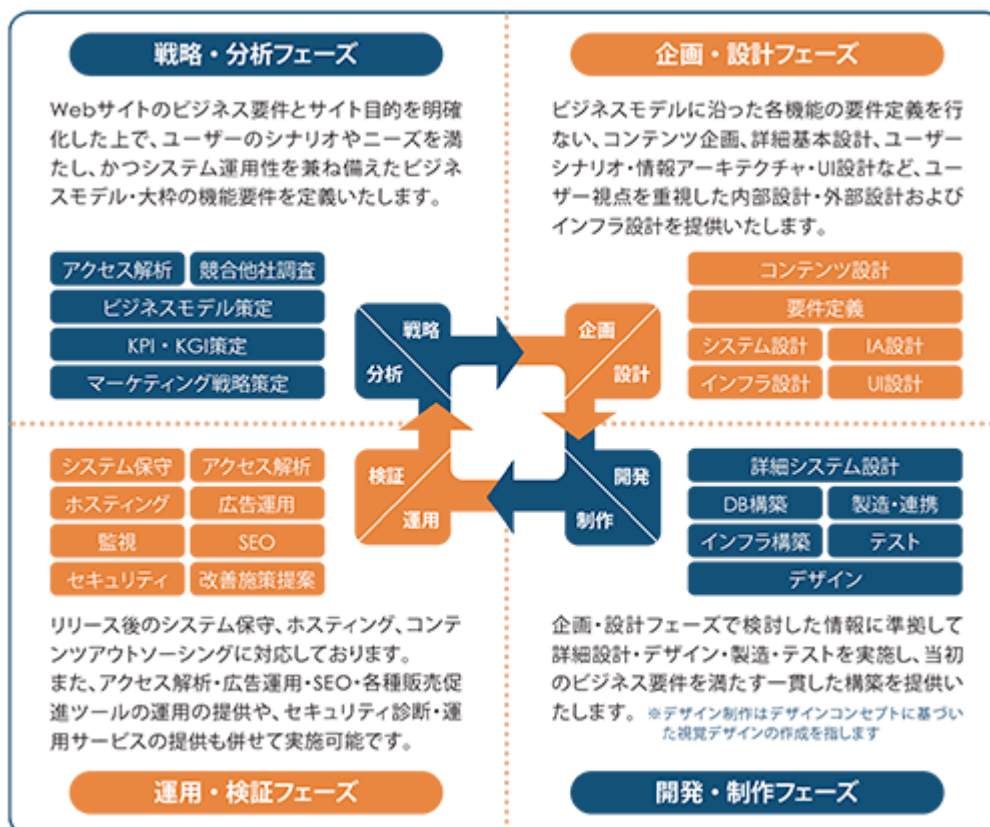 戦略・分析フェーズ
Webサイトのビジネス要件とサイト目的を明確
化した上で、ユーザーのシナリオやニーズを満
たし、かつシステム運用性を兼ね備えたビジネ
スモデル・大枠の機能要件を定義いたします。
アクセス解析
競合他社調査
ビジネスモデル策定
KPI・KGI策定
マーケティング戦略策定
企画・設計フェーズ
ビジネスモデルに沿った各機能の要件定義を行
ない、コンテンツ企画、詳細基本設計、ユーザー
シナリオ・情報アーキテクチャ・UI設計など、ユー
ザー視点を重視した内部設計・外部設計および
インフラ設計を提供いたします。
コンテンツ設計
要件定義
システム設計
IA設計
インフラ設計
UI設計
戦略
分析
企画
設計
検証
運用
開発
制作
システム保守
アクセス解析
ホスティング
広告運用
監視
SEO
セキュリティ
改善施策提案
リリース後のシステム保守、ホスティング、コンテ
ンツアウトソーシングに対応しております。
また、アクセス解析・広告運用・SEO・各種販売促
進ツールの運用の提供や、セキュリティ診断・運
用サービスの提供も併せて実施可能です。
運用・検証フェーズ
詳細システム設計
DB構築
製造・連携
インフラ構築
テスト
デザイン
企画・設計フェーズで検討した情報に準拠して
詳細設計・デザイン・製造・テストを実施し、当初
のビジネス要件を満たす一貫した構築を提供い
たします。 ※デザイン制作はデザインコンセプトに基づい
た視覚デザインの作成を指します
開発・制作フェーズ